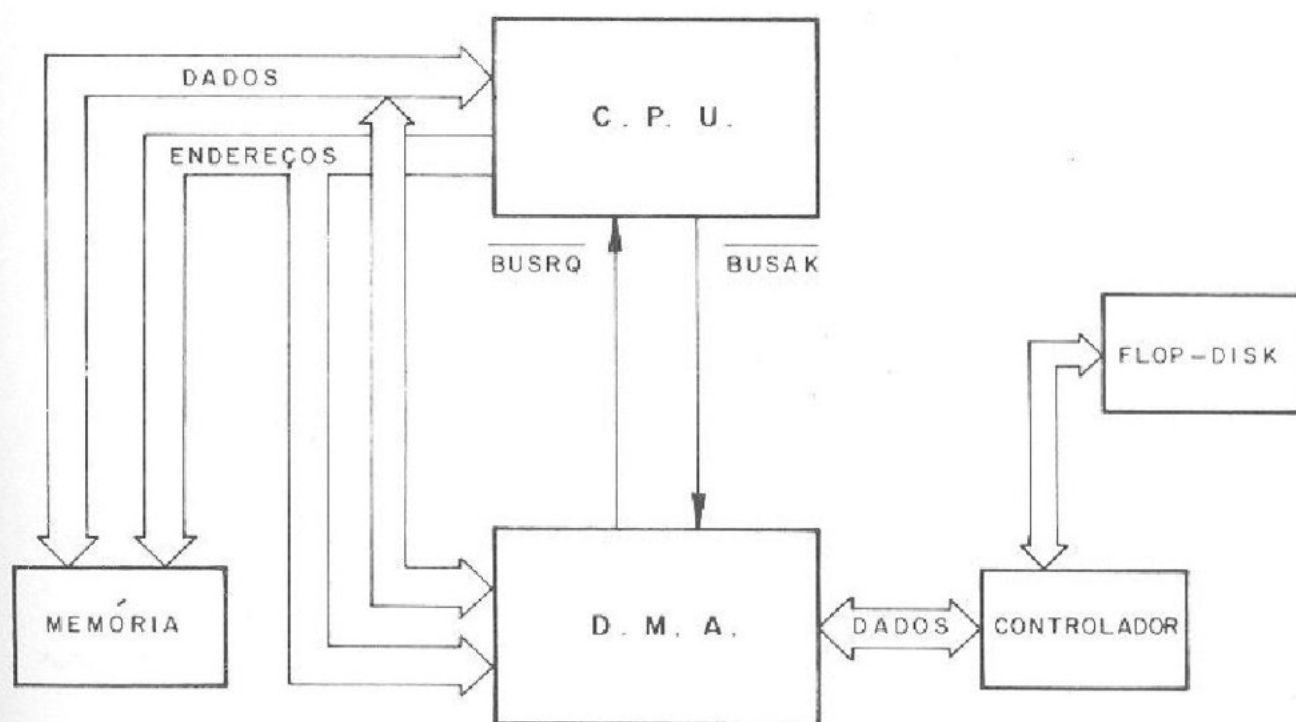 DADOS
C. P. U.
ENDEREÇOS
BUSRQ
BUSAK
FLOP-DISK
MEMÓRIA
D. M. A.
DADOS
CONTROLADOR